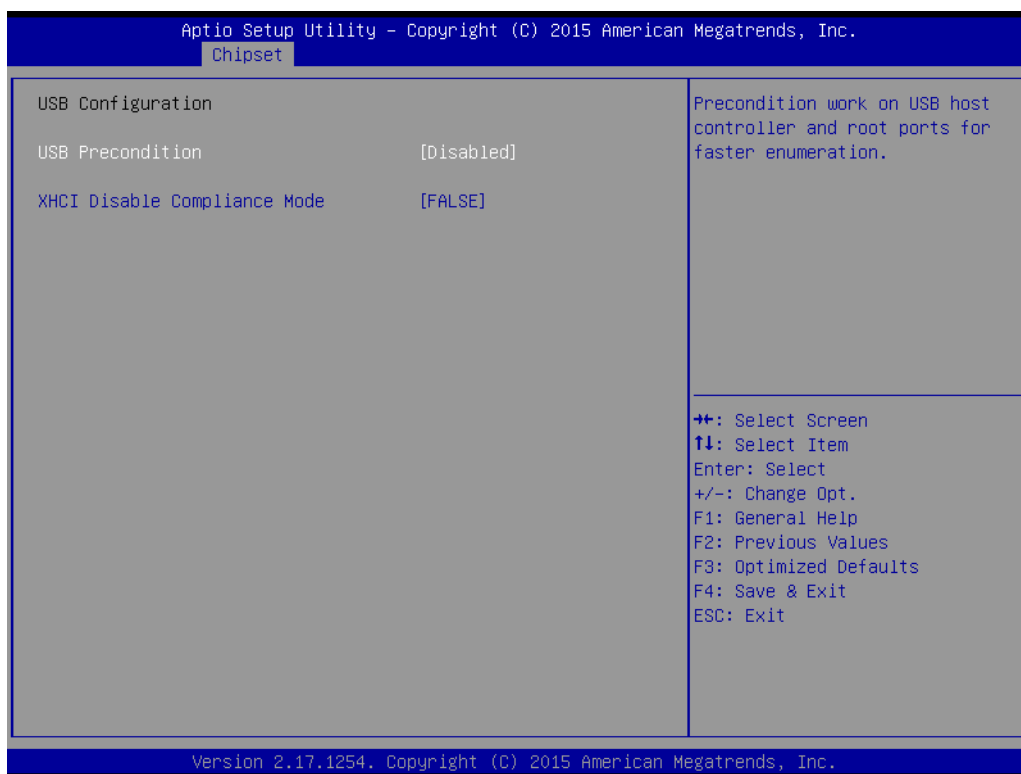 Aptio Setup Utility – Copyright (C) 2015 American Megatrends, Inc.
Chipset
USB Configuration
USB Precondition [Disabled]
XHCI Disable Compliance Mode [FALSE]
Precondition work on USB host
controller and root ports for
faster enumeration.
→←: Select Screen
↑↓: Select Item
Enter: Select
+/-: Change Opt.
F1: General Help
F2: Previous Values
F3: Optimized Defaults
F4: Save & Exit
ESC: Exit
Version 2.17.1254. Copyright (C) 2015 American Megatrends, Inc.